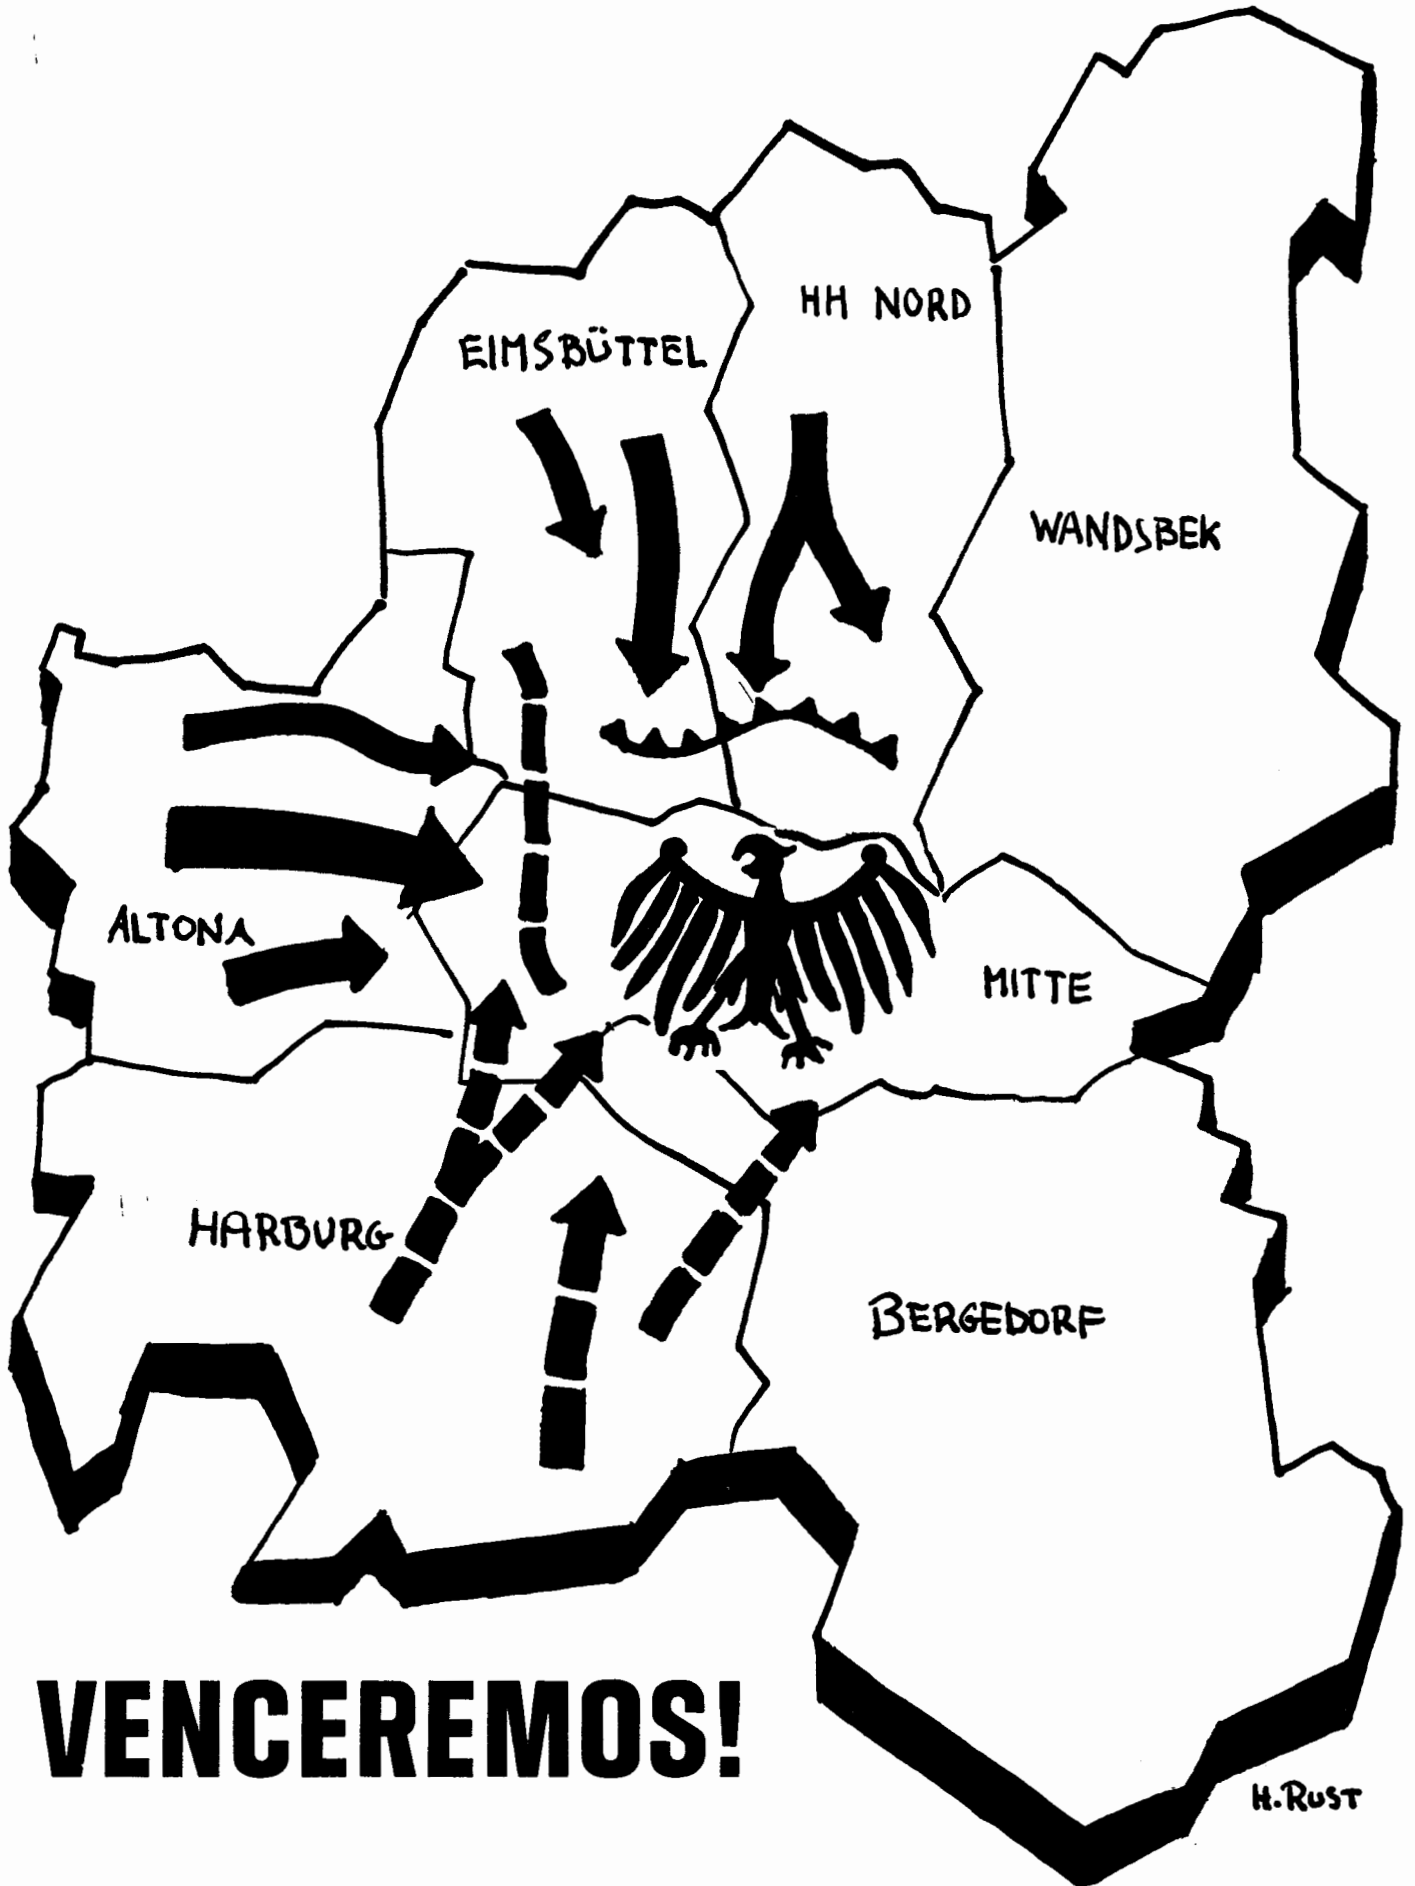 HH NORD
EIMSBÜTTEL
WANDSBEK
ALTONA
MITTE
HARBURG
BERGEDORF
VENCEREMOS!
H. RUST